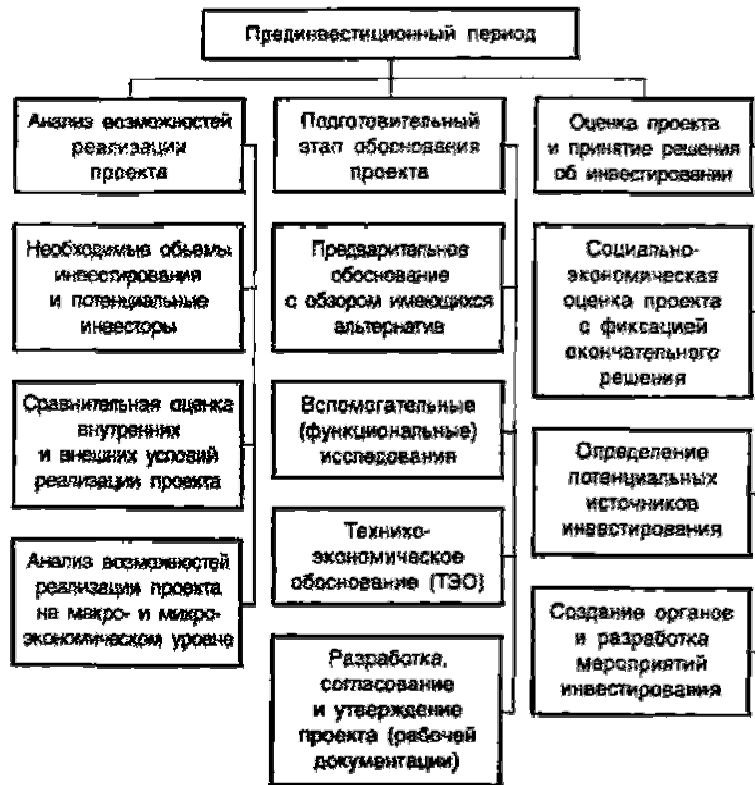 Прединвестиционный период
Анализ возможностей
реализации
проекта
Необходимые объемы
инвестирования
и потенциальные
инвесторы
Сравнительная оценка
внутренних
и внешних условий
реализации проекта
Анализ возможностей
реализации проекта
на макро- и микро-
экономическом уровне
Подготовительный
этап обоснования
проекта
Предварительное
обоснование
с обзором имеющихся
альтернатив
Вспомогательные
(функциональные)
исследования
Технико-
экономическое
обоснование (ТЭО)
Разработка,
согласование
и утверждение
проекта (рабочей
документации)
Оценка проекта
и принятие решения
об инвестировании
Социально-
экономическая
оценка проекта
с фиксацией
окончательного
решения
Определение
потенциальных
источников
инвестирования
Создание органов
и разработка
мероприятий
инвестирования